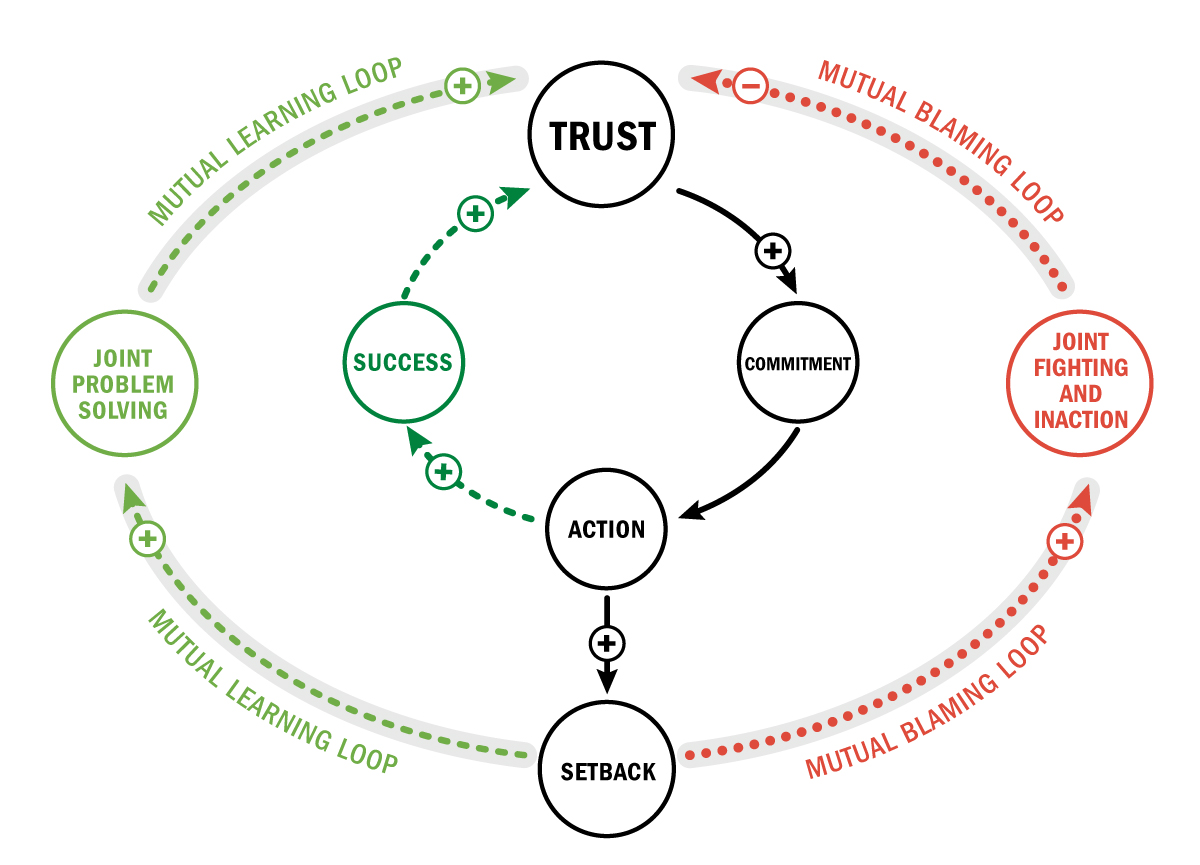 MUTUAL LEARNING LOOP
+
−
MUTUAL BLAMING LOOP
TRUST
+
+
JOINT
PROBLEM
SOLVING
SUCCESS
COMMITMENT
JOINT
FIGHTING
AND
INACTION
+
ACTION
+
+
+
MUTUAL LEARNING LOOP
SETBACK
MUTUAL BLAMING LOOP